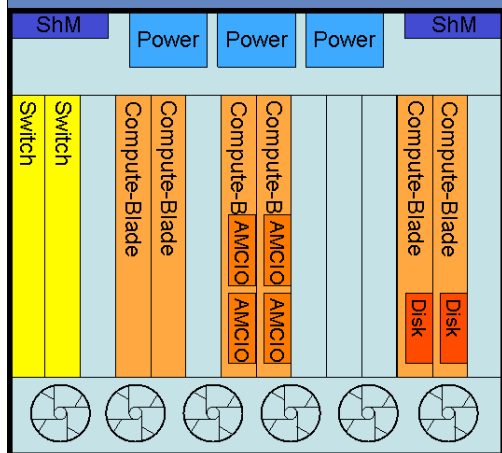 ShM
Power
Power
Power
ShM
Switch
Switch
Compute-Blade
Compute-Blade
Compute-B
AMCIO
AMCIO
Compute-B
AMCIO
AMCIO
Compute-Blade
Disk
Compute-Blade
Disk